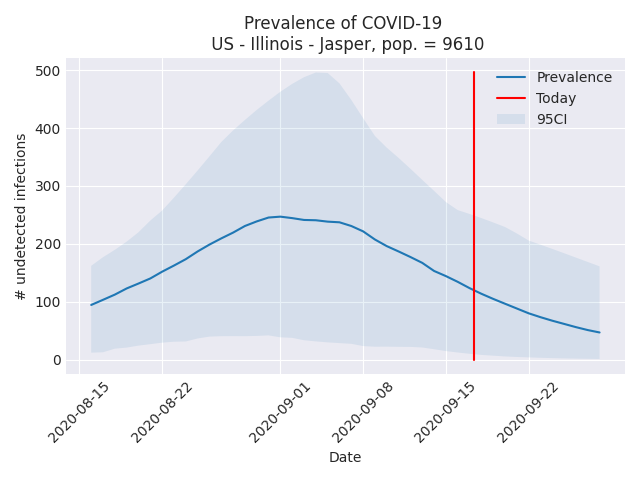 Prevalence of COVID-19
US - Illinois - Jasper, pop. = 9610
500
400
300
200
100
0
# undetected infections
Prevalence
Today
95CI
2020-08-15
2020-08-22
2020-09-01
2020-09-08
2020-09-15
2020-09-22
Date